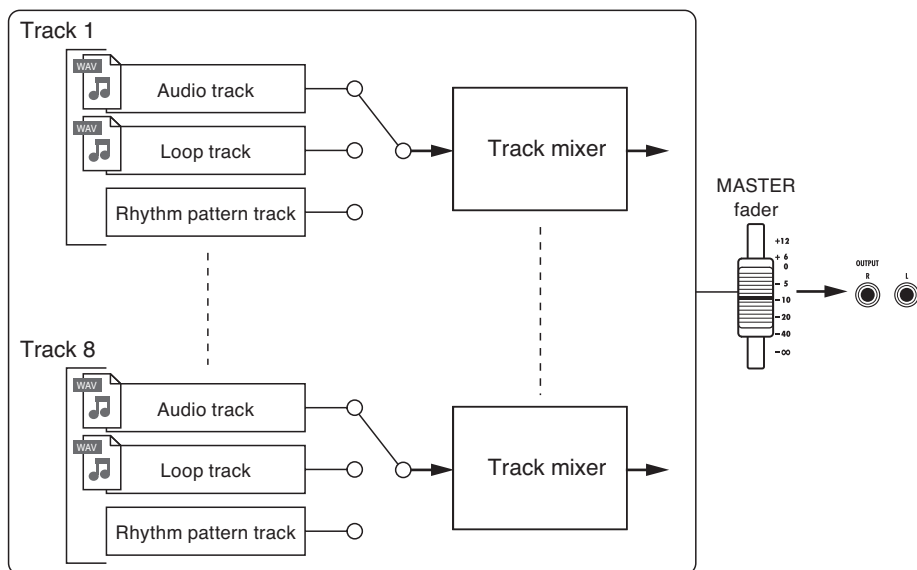 Track 1
WAV
Audio track
WAV
Loop track
Rhythm pattern track
Track mixer
MASTER
fader
+12
+ 6
0
- 5
-10
-20
-40
-∞
OUTPUT
R L
Track 8
WAV
Audio track
WAV
Loop track
Rhythm pattern track
Track mixer